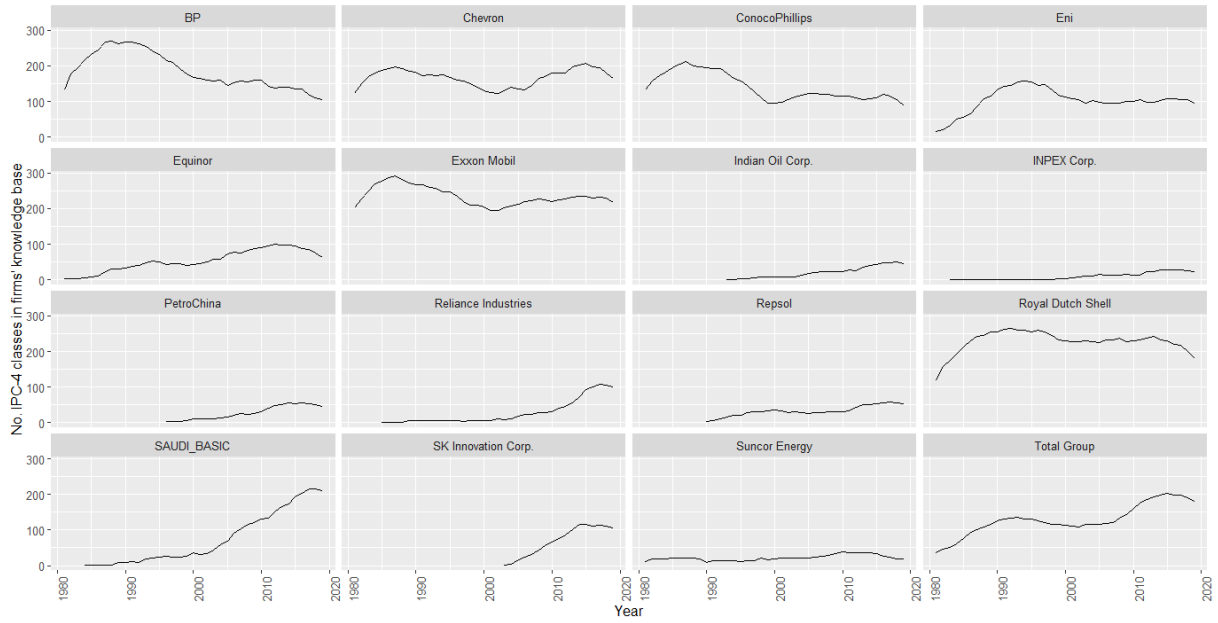 BP Chevron ConocoPhillips Eni
300
200
100
0
Equinor Exxon Mobil Indian Oil Corp. INPEX Corp.
300
200
100
0
PetroChina Reliance Industries Repsol Royal Dutch Shell
300
200
100
0
SAUDI_BASIC SK Innovation Corp. Suncor Energy Total Group
300
200
100
0
1980 1990 2000 2010 2020 1980 1990 2000 2010 2020 1980 1990 2000 2010 2020 1980 1990 2000 2010 2020
Year
No. IPC-4 classes in firms' knowledge base